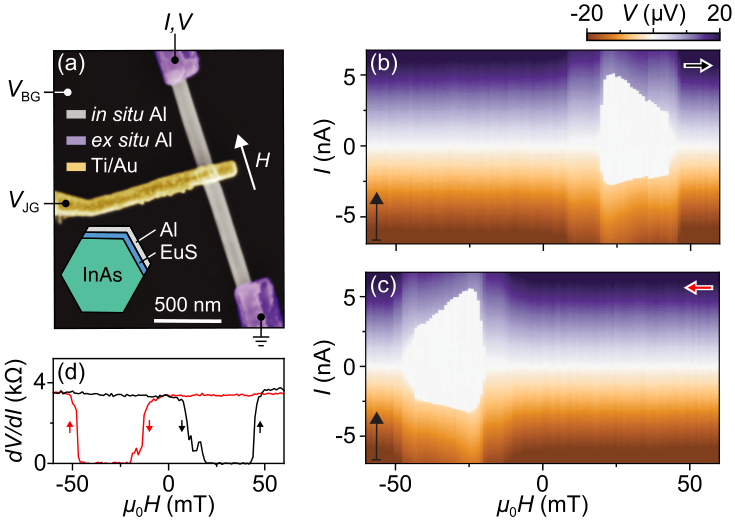 I,V
-20 V (µV) 20
(a)
V_BG
in situ Al
ex situ Al
Ti/Au
H
V_JG
Al
EuS
InAs
500 nm
(b)
I (nA)
5
0
-5
(c)
I (nA)
5
0
-5
-50 0 50
µ₀H (mT)
(d)
dV/dI (kΩ)
4
0
-50 0 50
µ₀H (mT)